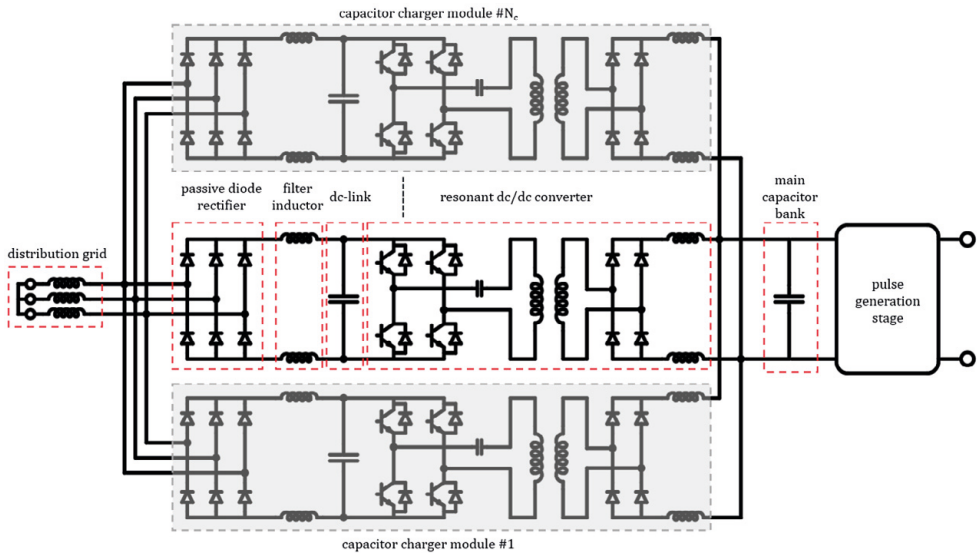 capacitor charger module #N_c
passive diode
rectifier
filter
inductor
dc-link
resonant dc/dc converter
main
capacitor
bank
distribution grid
pulse
generation
stage
capacitor charger module #1